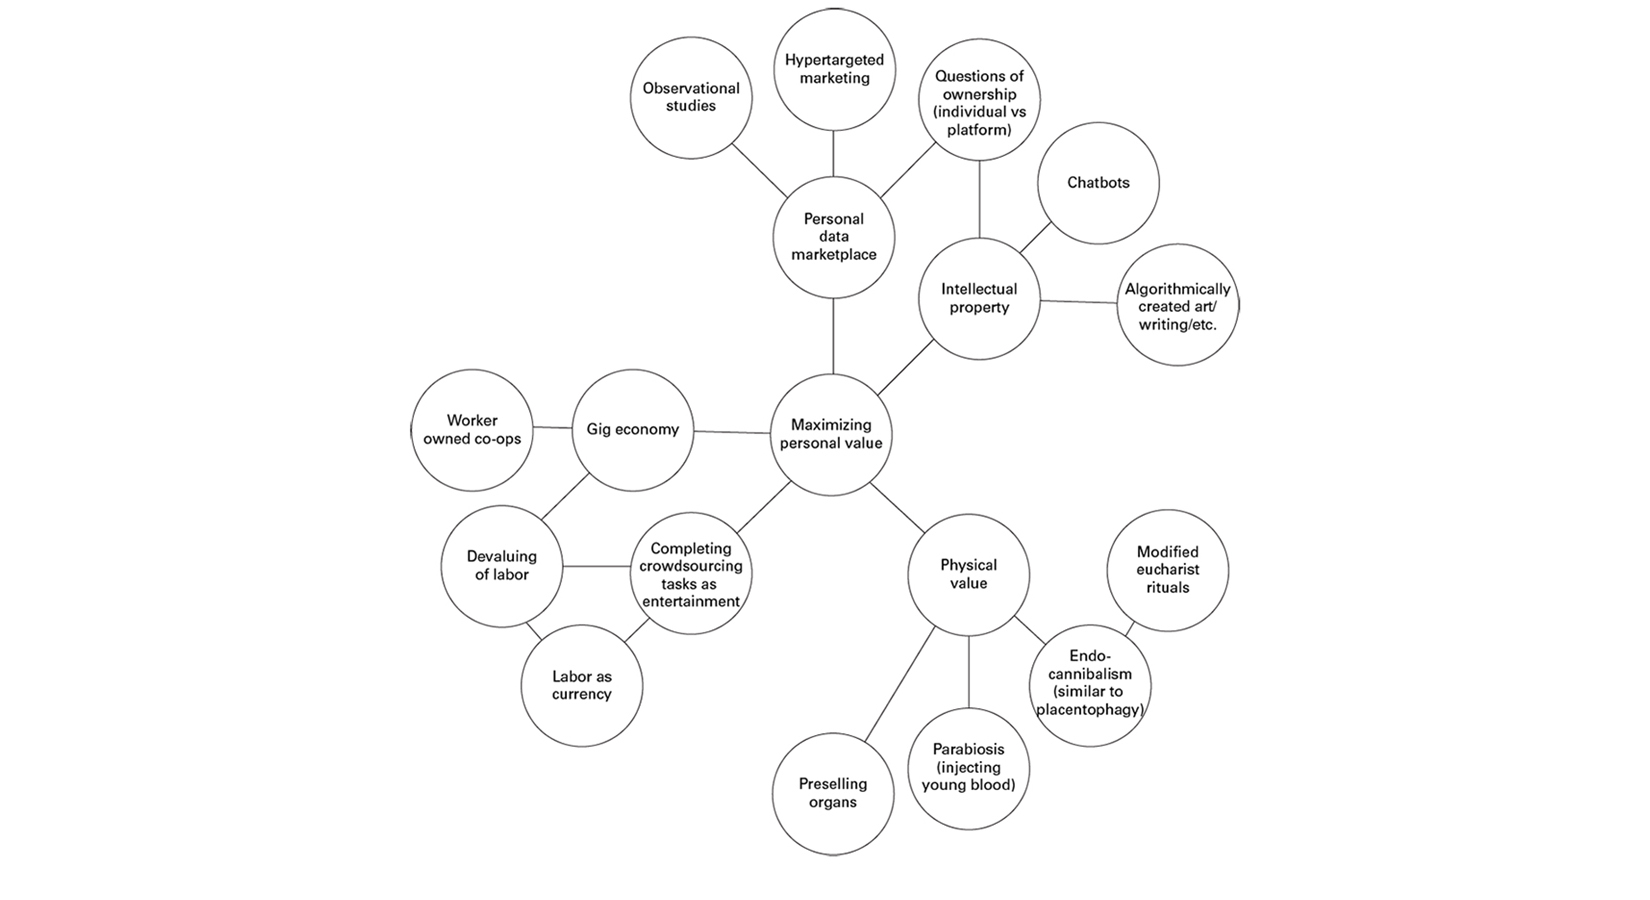 Hypertargeted
marketing
Observational
studies
Questions of
ownership
(individual vs
platform)
Chatbots
Personal
data
marketplace
Intellectual
property
Algorithmically
created art/
writing/etc.
Worker
owned co-ops
Gig economy
Maximizing
personal value
Devaluing
of labor
Completing
crowdsourcing
tasks as
entertainment
Physical
value
Modified
eucharist
rituals
Labor as
currency
Endo-
cannibalism
(similar to
placentophagy)
Preselling
organs
Parabiosis
(injecting
young blood)